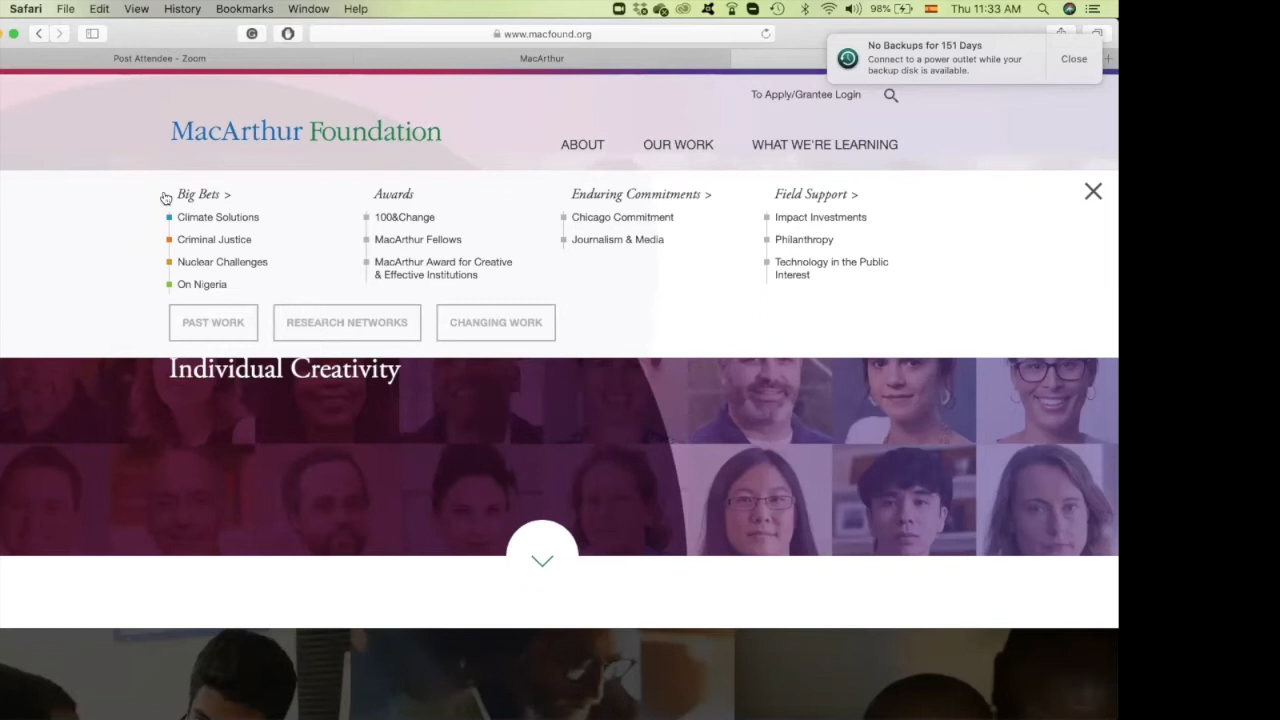 Safari File Edit View History Bookmarks Window Help 98% Thu 11:33 AM
www.macfound.org
No Backups for 151 Days
Connect to a power outlet while your
backup disk is available.
Close
Post Attendee - Zoom
MacArthur
To Apply/Grantee Login
MacArthur Foundation
ABOUT OUR WORK WHAT WE'RE LEARNING
Big Bets >
Climate Solutions
Criminal Justice
Nuclear Challenges
On Nigeria
Awards
100&Change
MacArthur Fellows
MacArthur Award for Creative
& Effective Institutions
Enduring Commitments >
Chicago Commitment
Journalism & Media
Field Support >
Impact Investments
Philanthropy
Technology in the Public
Interest
PAST WORK RESEARCH NETWORKS CHANGING WORK
Individual Creativity